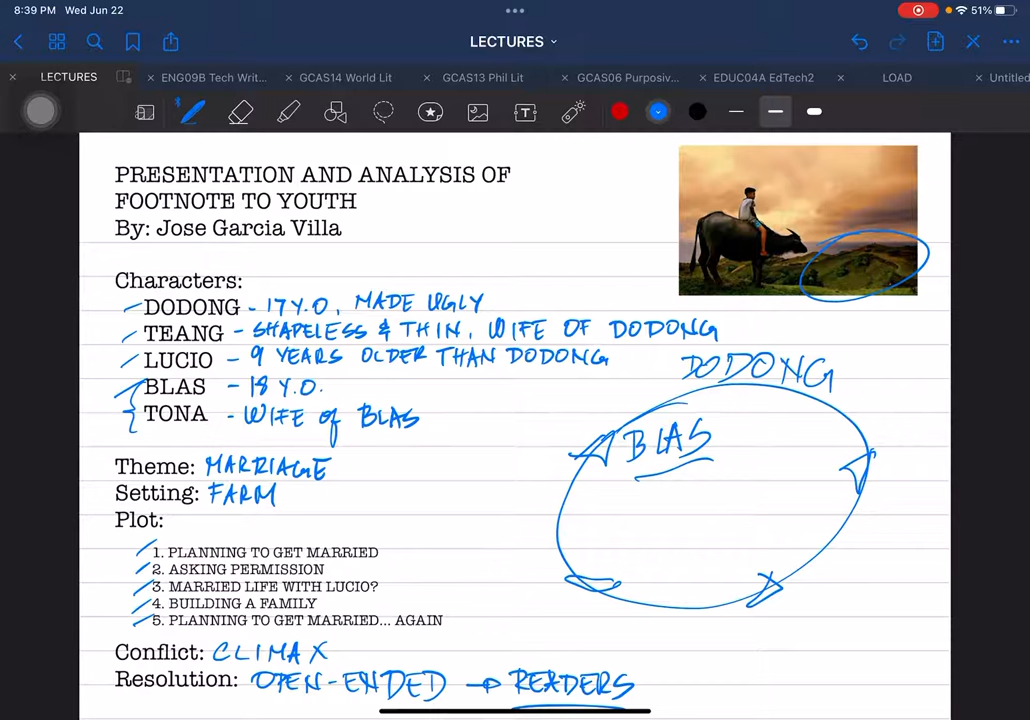 8:39 PM Wed Jun 22
51%
LECTURES
LECTURES
ENG09B Tech Writ...
GCAS14 World Lit
GCAS13 Phil Lit
GCAS06 Purposiv...
EDUC04A EdTech2
LOAD
Untitled
PRESENTATION AND ANALYSIS OF
FOOTNOTE TO YOUTH
By: Jose Garcia Villa
Characters:
DODONG - 17 Y.O, MADE UGLY
TEANG - SHAPELESS & THIN, WIFE OF DODONG
LUCIO - 9 YEARS OLDER THAN DODONG
BLAS - 18 Y.O.
TONA - WIFE of BLAS
DODONG
BLAS
Theme: MARRIAGE
Setting: FARM
Plot:
1. PLANNING TO GET MARRIED
2. ASKING PERMISSION
3. MARRIED LIFE WITH LUCIO?
4. BUILDING A FAMILY
5. PLANNING TO GET MARRIED... AGAIN
Conflict: CLIMAX
Resolution: OPEN-ENDED → READERS